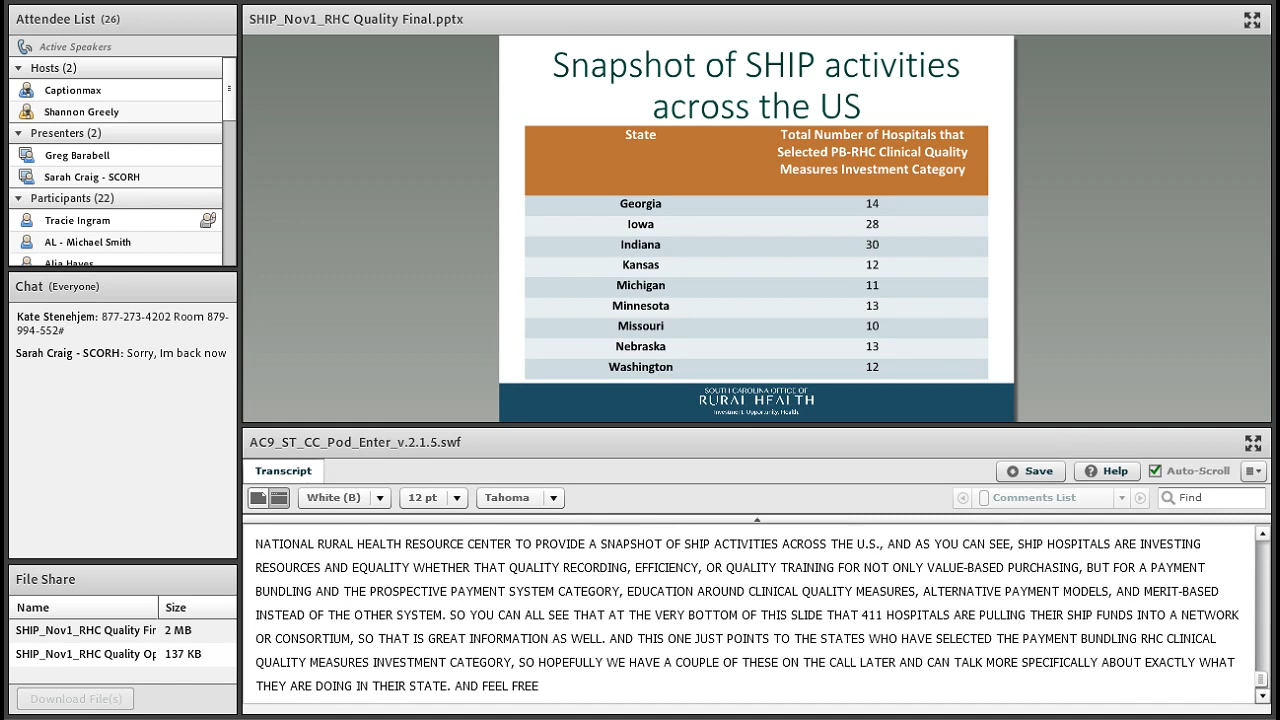 Attendee List (26)
Active Speakers
Hosts (2)
Captionmax
Shannon Greely
Presenters (2)
Greg Barabell
Sarah Craig - SCORH
Participants (22)
Tracie Ingram
AL - Michael Smith
Alia Hayes
Chat (Everyone)
Kate Stenehjem: 877-273-4202 Room 879-
994-552#
Sarah Craig - SCORH: Sorry, Im back now
File Share
Name Size
SHIP_Nov1_RHC Quality Fir 2 MB
SHIP_Nov1_RHC Quality Op 137 KB
Download File(s)
SHIP_Nov1_RHC Quality Final.pptx
Snapshot of SHIP activities
across the US
State Total Number of Hospitals that
Selected PB-RHC Clinical Quality
Measures Investment Category
Georgia 14
Iowa 28
Indiana 30
Kansas 12
Michigan 11
Minnesota 13
Missouri 10
Nebraska 13
Washington 12
SOUTH CAROLINA OFFICE OF
RURAL HEALTH
Investment. Opportunity. Health.
AC9_ST_CC_Pod_Enter_v.2.1.5.swf
Transcript Save Help Auto-Scroll
White (B) 12 pt Tahoma Comments List Find
NATIONAL RURAL HEALTH RESOURCE CENTER TO PROVIDE A SNAPSHOT OF SHIP ACTIVITIES ACROSS THE U.S., AND AS YOU CAN SEE, SHIP HOSPITALS ARE INVESTING
RESOURCES AND EQUALITY WHETHER THAT QUALITY RECORDING, EFFICIENCY, OR QUALITY TRAINING FOR NOT ONLY VALUE-BASED PURCHASING, BUT FOR A PAYMENT
BUNDLING AND THE PROSPECTIVE PAYMENT SYSTEM CATEGORY, EDUCATION AROUND CLINICAL QUALITY MEASURES, ALTERNATIVE PAYMENT MODELS, AND MERIT-BASED
INSTEAD OF THE OTHER SYSTEM. SO YOU CAN ALL SEE THAT AT THE VERY BOTTOM OF THIS SLIDE THAT 411 HOSPITALS ARE PULLING THEIR SHIP FUNDS INTO A NETWORK
OR CONSORTIUM, SO THAT IS GREAT INFORMATION AS WELL. AND THIS ONE JUST POINTS TO THE STATES WHO HAVE SELECTED THE PAYMENT BUNDLING RHC CLINICAL
QUALITY MEASURES INVESTMENT CATEGORY, SO HOPEFULLY WE HAVE A COUPLE OF THESE ON THE CALL LATER AND CAN TALK MORE SPECIFICALLY ABOUT EXACTLY WHAT
THEY ARE DOING IN THEIR STATE. AND FEEL FREE